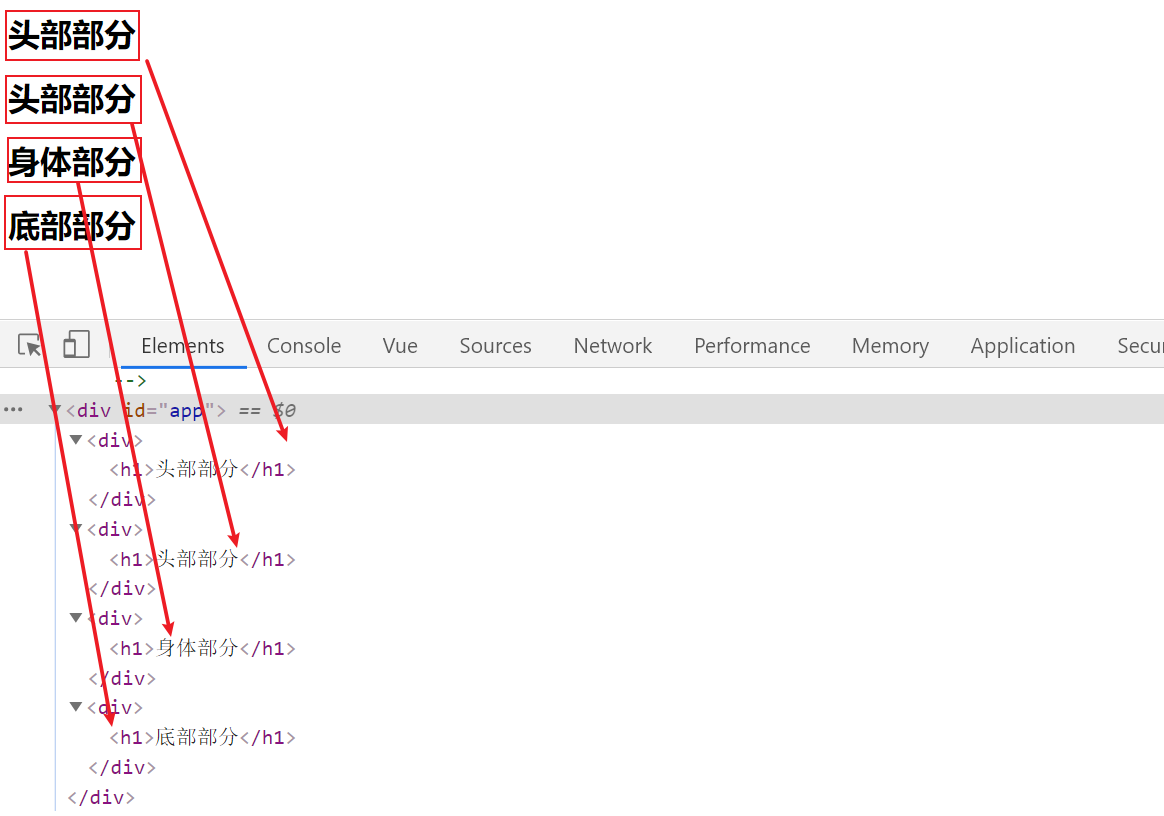 头部部分
头部部分
身体部分
底部部分
Elements Console Vue Sources Network Performance Memory Application Secur
-->
••• ▼<div id="app"> == $0
▼<div>
<h1>头部部分</h1>
</div>
▼<div>
<h1>头部部分</h1>
</div>
▼<div>
<h1>身体部分</h1>
</div>
▼<div>
<h1>底部部分</h1>
</div>
</div>